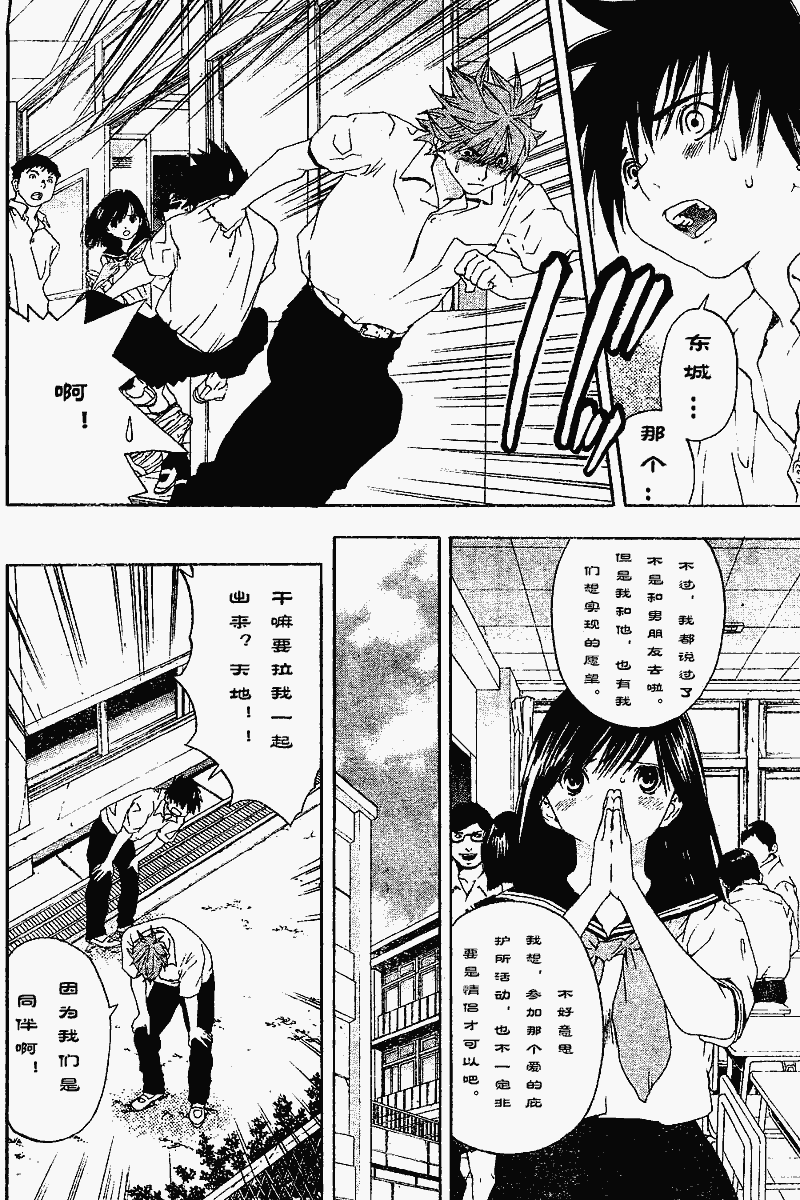 东城…
那个…
啊！
不过，我都说过了
不是和男朋友去啦。
但是我和他，也有我
们想实现的愿望。
不好意思
我想，参加那个爱的庇
护所活动，也不一定非
要是情侣才可以吧。
干嘛要拉我一起
出来？天地！！
因为我们是
同伴啊！